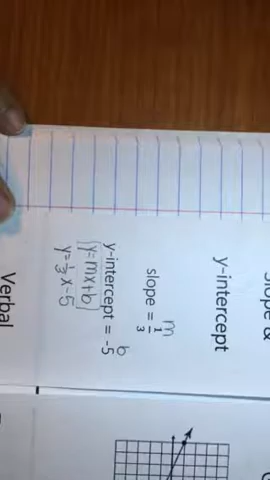 Slope &
y-intercept
m
slope = 1/3
b
y-intercept = -5
y=mx+b
y=1/3x-5
Verbal